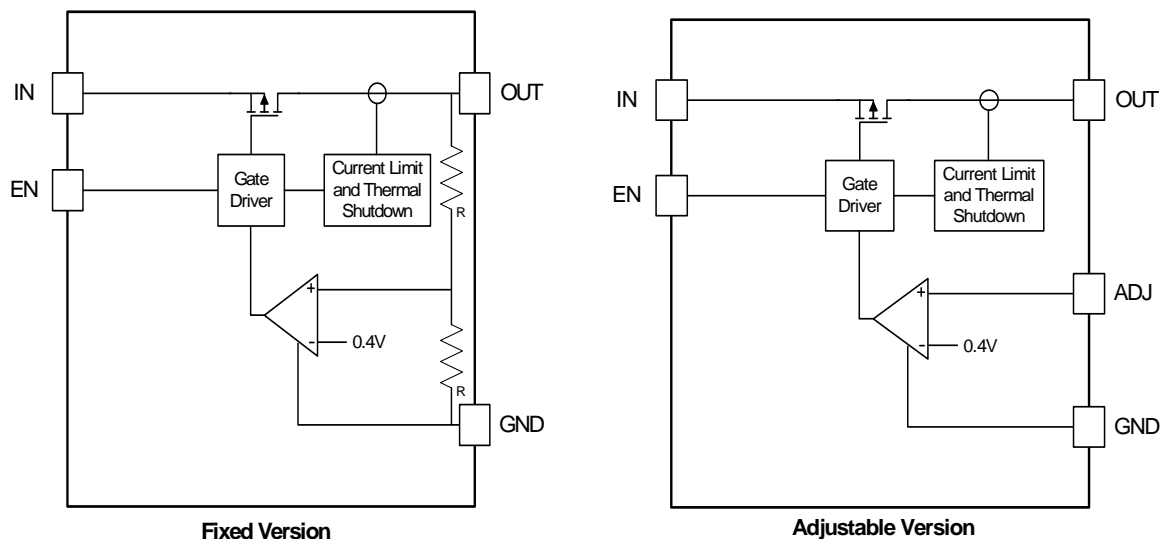 IN
OUT
EN
Gate
Driver
Current Limit
and Thermal
Shutdown
R
+
-
0.4V
R
GND
Fixed Version
IN
OUT
EN
Gate
Driver
Current Limit
and Thermal
Shutdown
ADJ
+
-
0.4V
GND
Adjustable Version